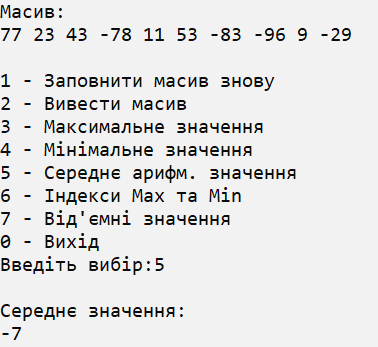 Масив:
77 23 43 -78 11 53 -83 -96 9 -29
1 - Заповнити масив знову
2 - Вивести масив
3 - Максимальне значення
4 - Мінімальне значення
5 - Середнє арифм. значення
6 - Індекси Max та Min
7 - Від'ємні значення
0 - Вихід
Введіть вибір:5
Середнє значення:
-7